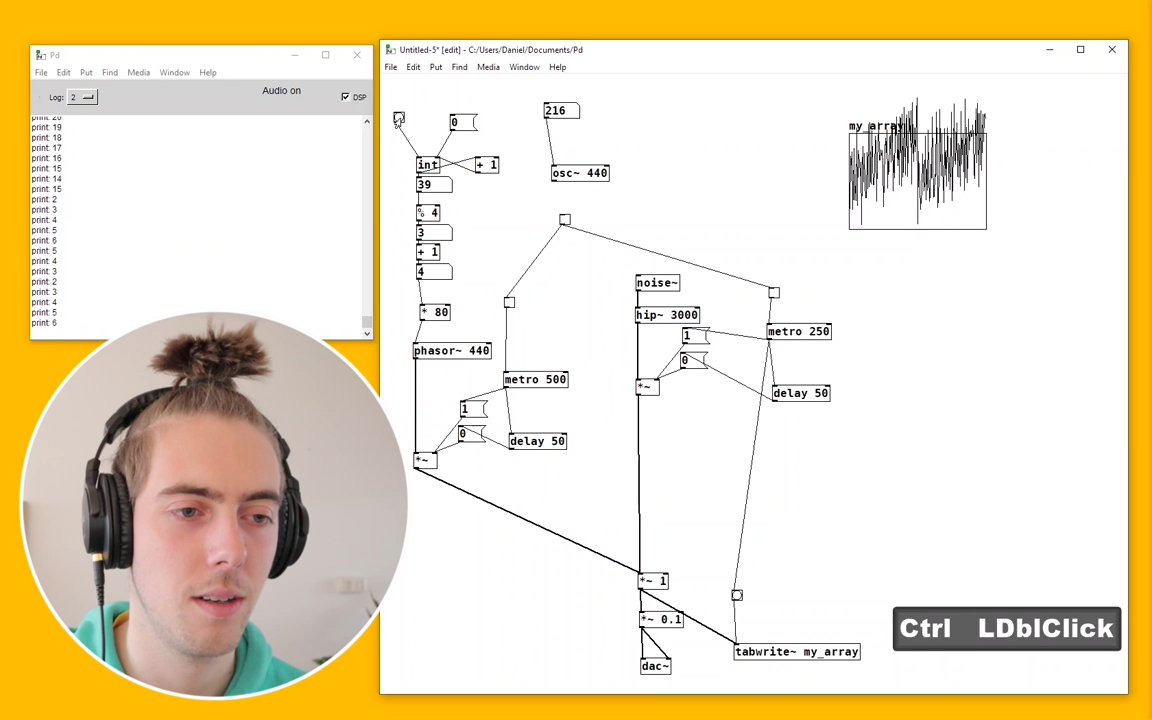 Pd
File Edit Put Find Media Window Help
Log: 2
Audio on
DSP
print: 20
print: 19
print: 18
print: 17
print: 16
print: 15
print: 14
print: 15
print: 2
print: 3
print: 4
print: 5
print: 6
print: 5
print: 4
print: 3
print: 2
print: 3
print: 4
print: 5
print: 6
Untitled-5* [edit] - C:/Users/Daniel/Documents/Pd
File Edit Put Find Media Window Help
0
216
my_array
int
+ 1
osc~ 440
39
% 4
3
+ 1
4
noise~
* 80
hip~ 3000
1
metro 250
phasor~ 440
0
metro 500
*~
delay 50
1
0
delay 50
*~
*~ 1
*~ 0.1
tabwrite~ my_array
dac~
Ctrl LDblClick